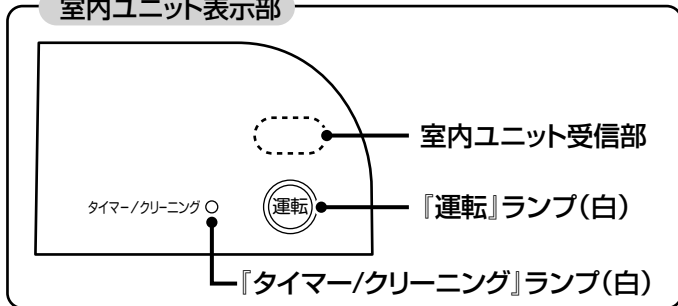 室内ユニット表示部
室内ユニット受信部
タイマー/クリーニング
運転
『運転』ランプ(白)
『タイマー/クリーニング』ランプ(白)